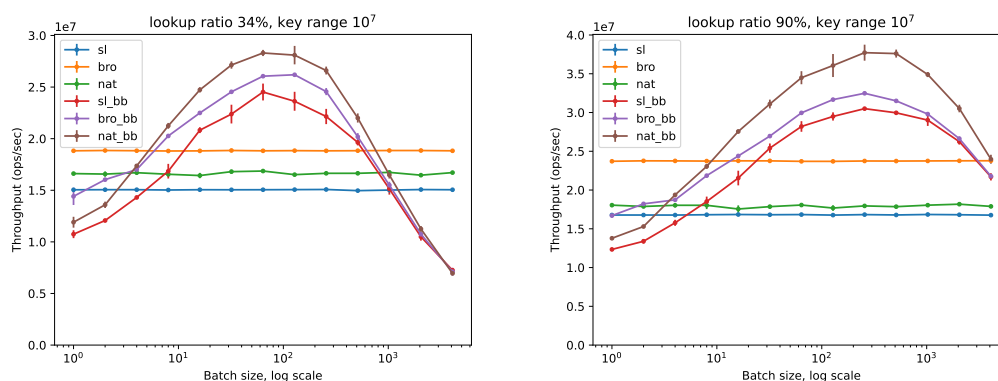 lookup ratio 34%, key range 10⁷
1e7
3.0
2.5
2.0
1.5
1.0
0.5
0.0
Throughput (ops/sec)
sl
bro
nat
sl_bb
bro_bb
nat_bb
10⁰ 10¹ 10² 10³
Batch size, log scale
lookup ratio 90%, key range 10⁷
1e7
4.0
3.5
3.0
2.5
2.0
1.5
1.0
0.5
0.0
Throughput (ops/sec)
sl
bro
nat
sl_bb
bro_bb
nat_bb
10⁰ 10¹ 10² 10³
Batch size, log scale